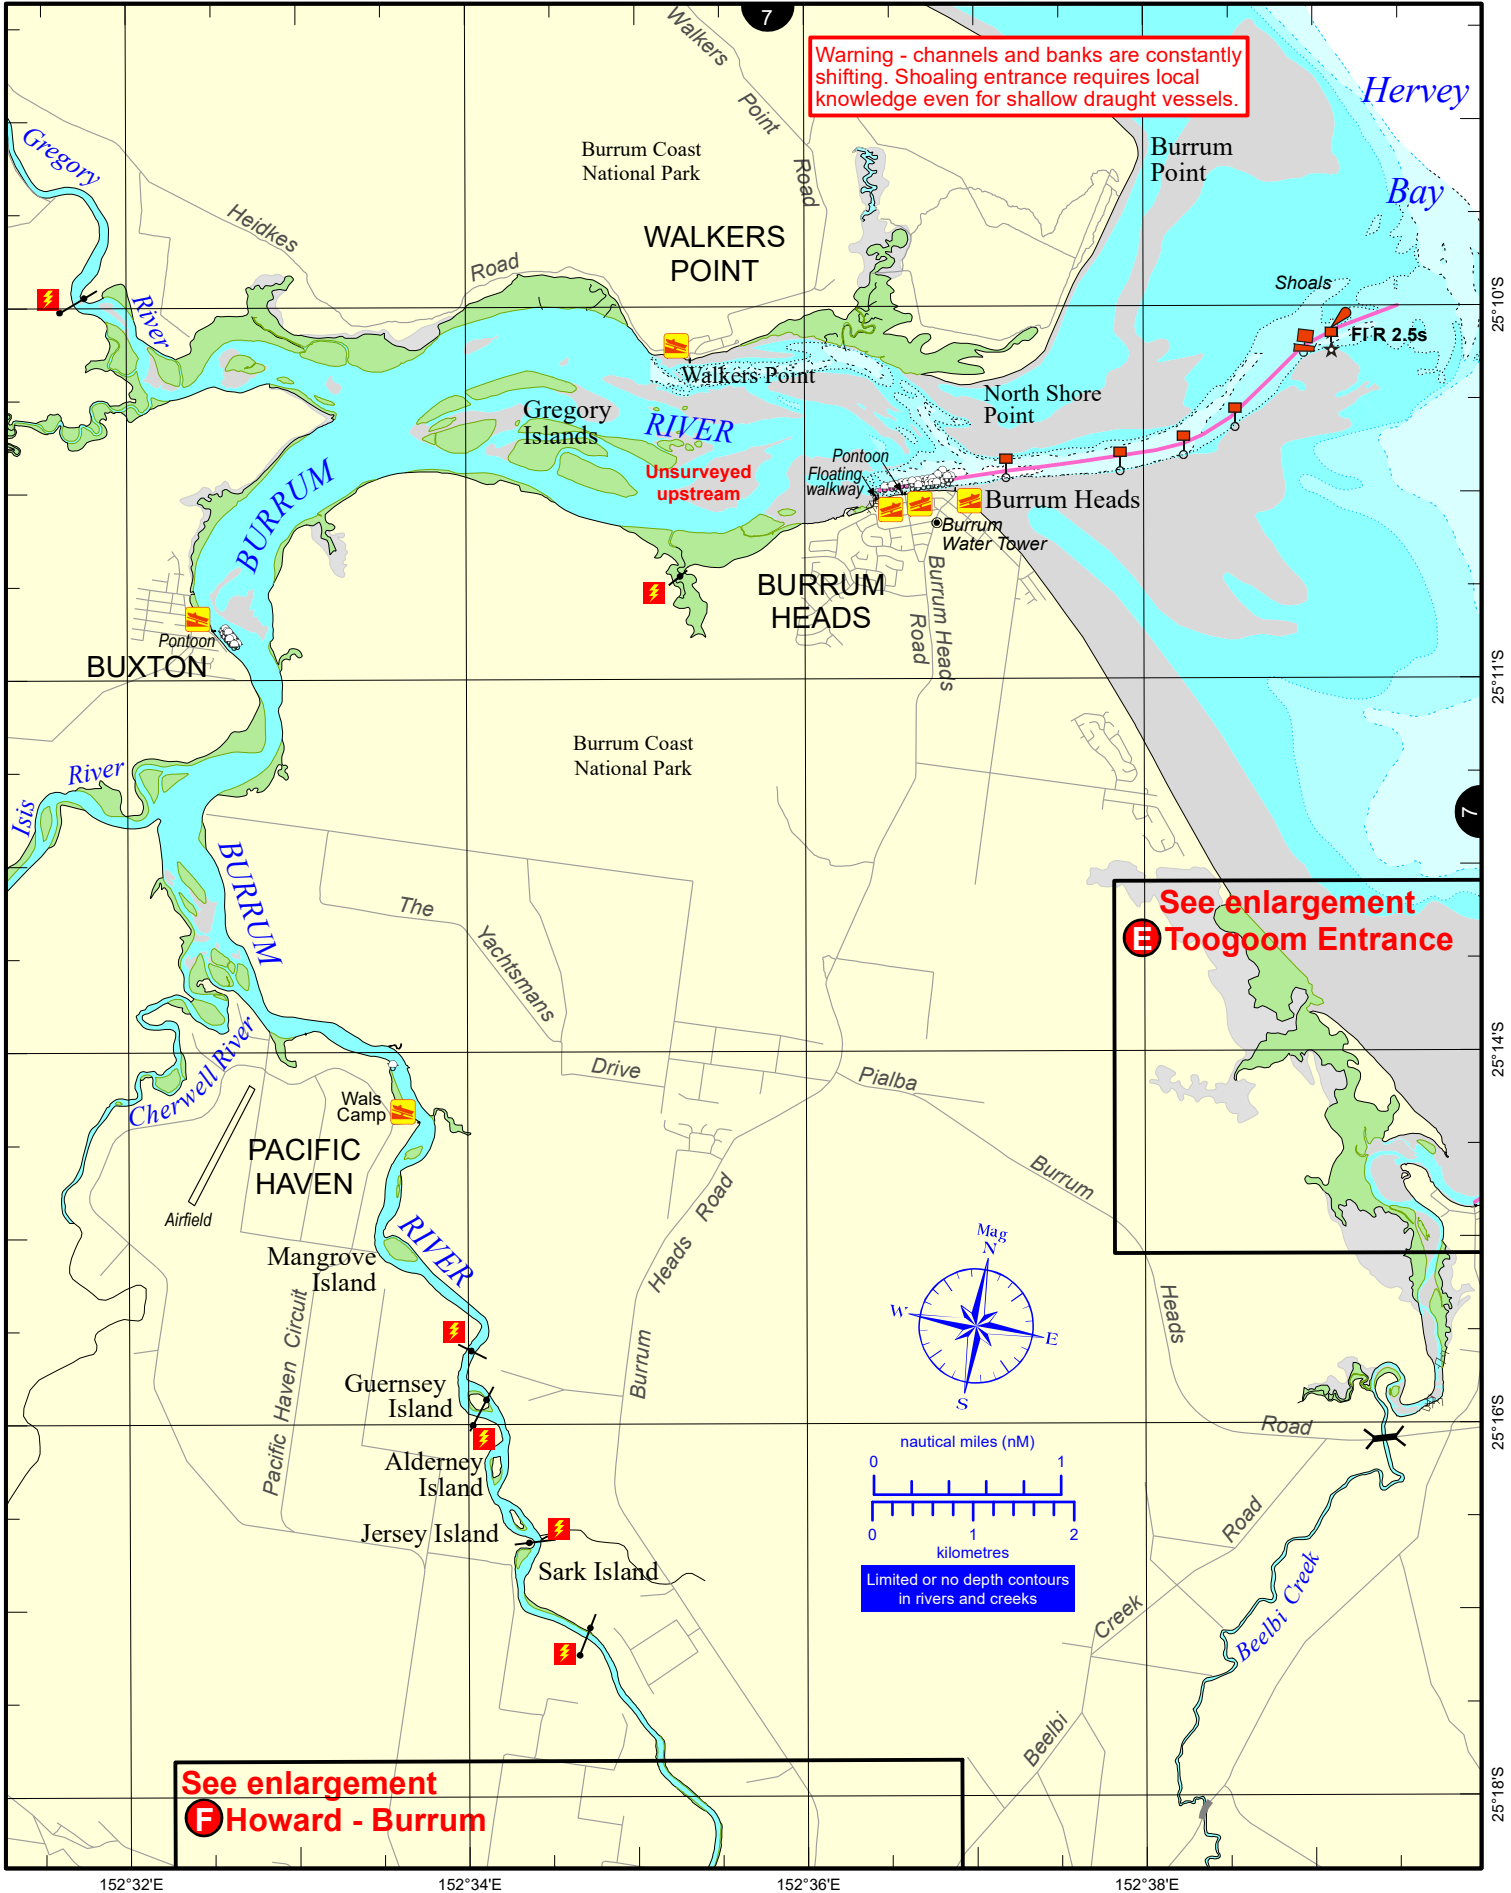 7
Warning - channels and banks are constantly
shifting. Shoaling entrance requires local
knowledge even for shallow draught vessels.
Hervey
Bay
Walkers
Point
Road
Burrum Coast
National Park
Burrum
Point
Gregory
River
Heidkes
Road
WALKERS
POINT
Shoals
25°10'S
Fl R 2.5s
Walkers Point
North Shore
Point
Gregory
Islands
RIVER
Unsurveyed
upstream
Pontoon
Floating
walkway
Burrum Heads
Burrum
Water Tower
BURRUM
BURRUM
HEADS
Burrum Heads
Road
Pontoon
BUXTON
25°11'S
Burrum Coast
National Park
Isis
River
7
BURRUM
The
Yachtsmans
Drive
See enlargement
E Toogoom Entrance
25°14'S
Cherwell River
Wals
Camp
Pialba
Burrum
Heads
Road
PACIFIC
HAVEN
Airfield
Road
Heads
Burrum
Mangrove
Island
RIVER
Pacific Haven Circuit
Mag
N
W
E
S
Guernsey
Island
25°16'S
Alderney
Island
nautical miles (nM)
0 1
0 1 2
kilometres
Limited or no depth contours
in rivers and creeks
Jersey Island
Sark Island
Road
Creek
Beelbi
Beelbi Creek
See enlargement
F Howard - Burrum
25°18'S
152°32'E 152°34'E 152°36'E 152°38'E